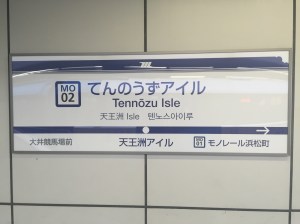 MO
02
てんのうずアイル
Tennōzu Isle
天王洲 Isle 텐노스아이루
大井競馬場前
天王洲アイル
MO
01
モノレール浜松町